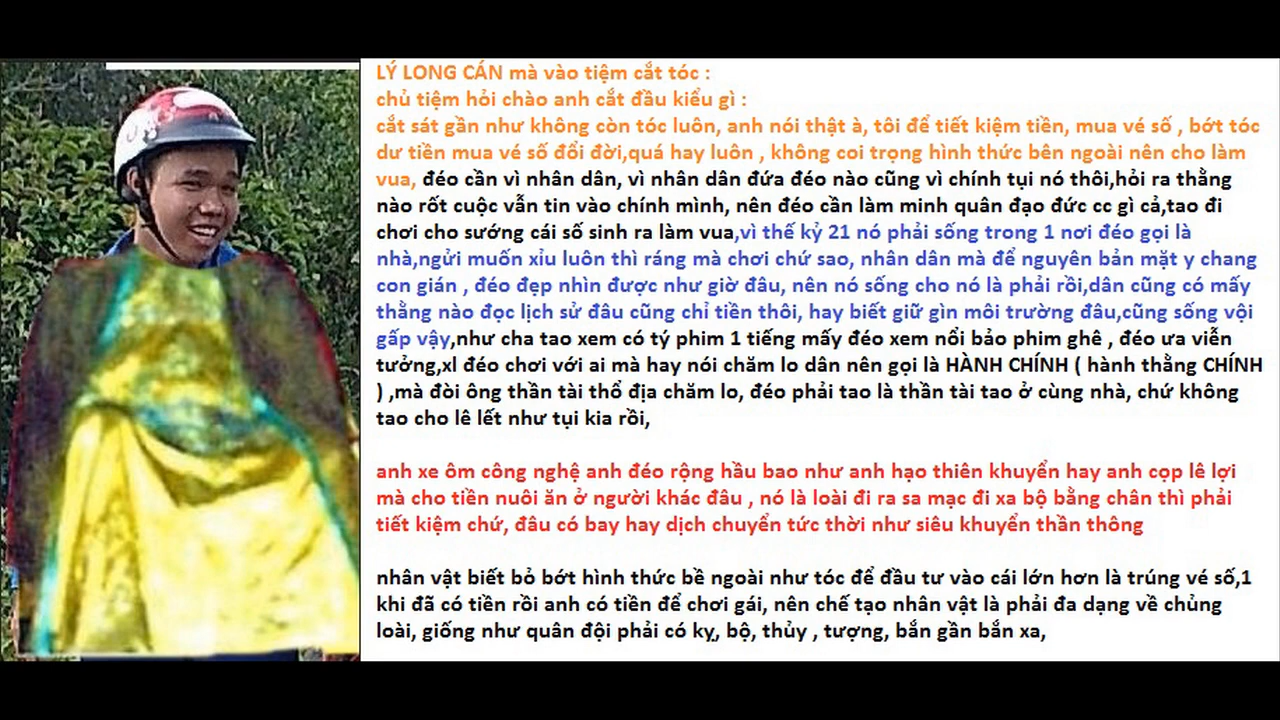 LÝ LONG CÁN mà vào tiệm cắt tóc :
chủ tiệm hỏi chào anh cắt đầu kiểu gì :
cắt sát gần như không còn tóc luôn, anh nói thật à, tôi để tiết kiệm tiền, mua vé số , bớt tóc
dư tiền mua vé số đổi đời,quá hay luôn , không coi trọng hình thức bên ngoài nên cho làm
vua, đéo cần vì nhân dân, vì nhân dân đứa đéo nào cũng vì chính tụi nó thôi,hỏi ra thằng
nào rốt cuộc vẫn tin vào chính mình, nên đéo cần làm minh quân đạo đức cc gì cả,tao đi
chơi cho sướng cái số sinh ra làm vua,vì thế kỷ 21 nó phải sống trong 1 nơi đéo gọi là
nhà,ngửi muốn xỉu luôn thì ráng mà chơi chứ sao, nhân dân mà để nguyên bản mặt y chang
con gián , đéo đẹp nhìn được như giờ đâu, nên nó sống cho nó là phải rồi,dân cũng có mấy
thằng nào đọc lịch sử đâu cũng chỉ tiền thôi, hay biết giữ gìn môi trường đâu,cũng sống vội
gấp vậy,như cha tao xem có tý phim 1 tiếng mấy đéo xem nổi bảo phim ghê , đéo ưa viễn
tưởng,xl đéo chơi với ai mà hay nói chăm lo dân nên gọi là HÀNH CHÍNH ( hành thằng CHÍNH
) ,mà đòi ông thần tài thổ địa chăm lo, đéo phải tao là thần tài tao ở cùng nhà, chứ không
tao cho lê lết như tụi kia rồi,
anh xe ôm công nghệ anh đéo rộng hầu bao như anh hạo thiên khuyển hay anh cọp lê lợi
mà cho tiền nuôi ăn ở người khác đâu , nó là loài đi ra sa mạc đi xa bộ bằng chân thì phải
tiết kiệm chứ, đâu có bay hay dịch chuyển tức thời như siêu khuyển thần thông
nhân vật biết bỏ bớt hình thức bề ngoài như tóc để đầu tư vào cái lớn hơn là trúng vé số,1
khi đã có tiền rồi anh có tiền để chơi gái, nên chế tạo nhân vật là phải đa dạng về chủng
loài, giống như quân đội phải có kỵ, bộ, thủy , tượng, bắn gần bắn xa,